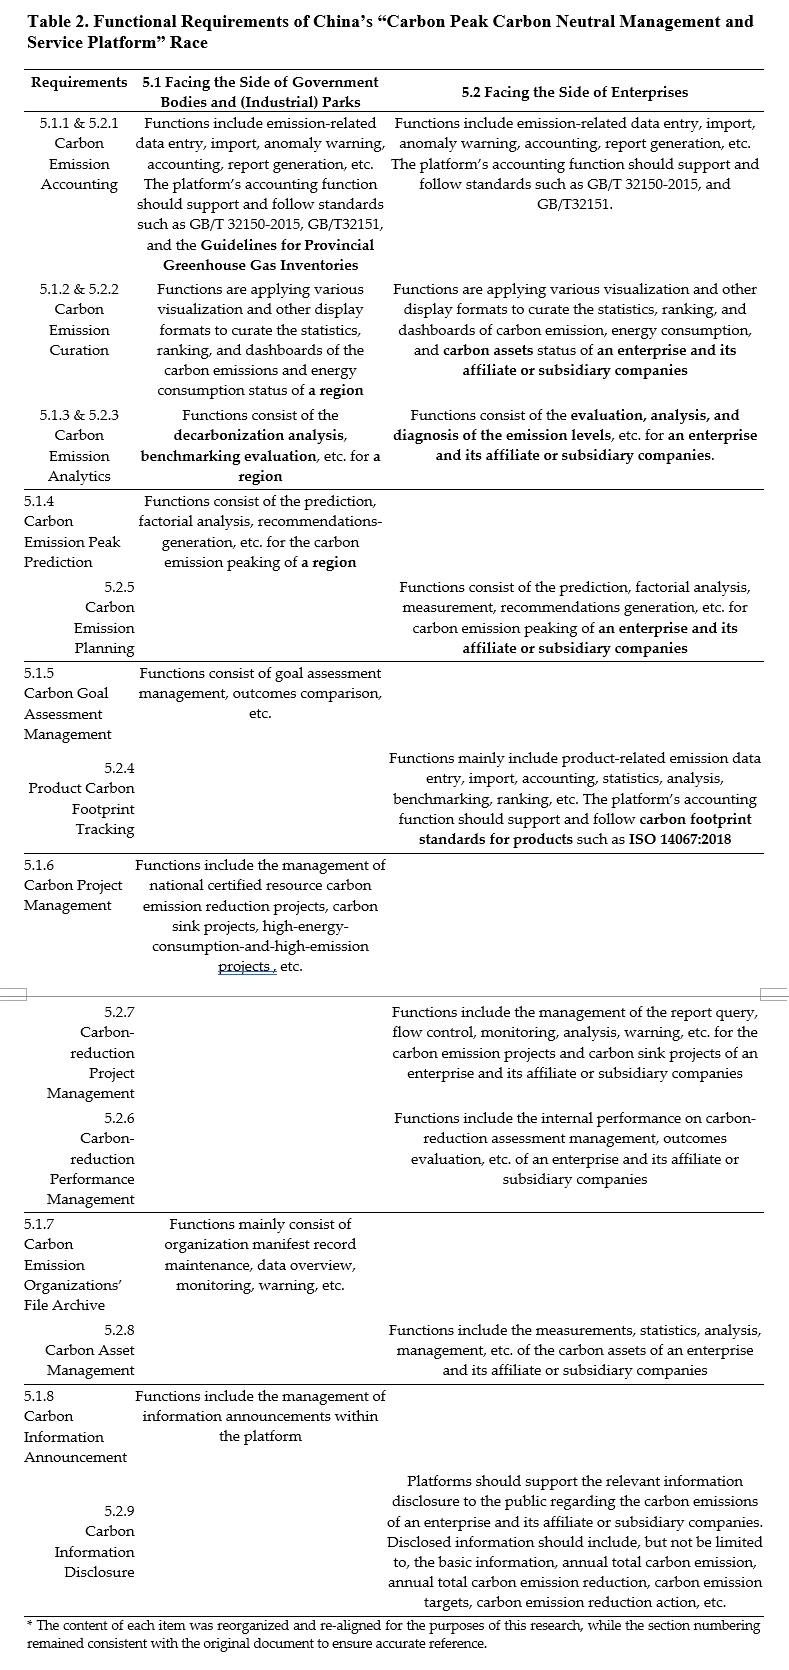 Table 2. Functional Requirements of China's “Carbon Peak Carbon Neutral Management and
Service Platform” Race
Requirements
5.1 Facing the Side of Government
Bodies and (Industrial) Parks
5.2 Facing the Side of Enterprises
5.1.1 & 5.2.1
Carbon
Emission
Accounting
Functions include emission-related
data entry, import, anomaly warning,
accounting, report generation, etc.
The platform's accounting function
should support and follow standards
such as GB/T 32150-2015, GB/T32151,
and the Guidelines for Provincial
Greenhouse Gas Inventories
Functions include emission-related data entry, import,
anomaly warning, accounting, report generation, etc.
The platform's accounting function should support and
follow standards such as GB/T 32150-2015, and
GB/T32151.
5.1.2 & 5.2.2
Carbon
Emission
Curation
Functions are applying various
visualization and other display
formats to curate the statistics,
ranking, and dashboards of the
carbon emissions and energy
consumption status of a region
Functions are applying various visualization and other
display formats to curate the statistics, ranking, and
dashboards of carbon emission, energy consumption,
and carbon assets status of an enterprise and its
affiliate or subsidiary companies
5.1.3 & 5.2.3
Carbon
Emission
Analytics
Functions consist of the
decarbonization analysis,
benchmarking evaluation, etc. for a
region
Functions consist of the evaluation, analysis, and
diagnosis of the emission levels, etc. for an enterprise
and its affiliate or subsidiary companies.
5.1.4
Carbon
Emission Peak
Prediction
Functions consist of the prediction,
factorial analysis, recommendations-
generation, etc. for the carbon
emission peaking of a region
5.2.5
Carbon
Emission
Planning
Functions consist of the prediction, factorial analysis,
measurement, recommendations generation, etc. for
carbon emission peaking of an enterprise and its
affiliate or subsidiary companies
5.1.5
Carbon Goal
Assessment
Management
Functions consist of goal assessment
management, outcomes comparison,
etc.
5.2.4
Product Carbon
Footprint
Tracking
Functions mainly include product-related emission data
entry, import, accounting, statistics, analysis,
benchmarking, ranking, etc. The platform's accounting
function should support and follow carbon footprint
standards for products such as ISO 14067:2018
5.1.6
Carbon Project
Management
Functions include the management of
national certified resource carbon
emission reduction projects, carbon
sink projects, high-energy-
consumption-and-high-emission
projects , etc.
5.2.7
Carbon-
reduction
Project
Management
Functions include the management of the report query,
flow control, monitoring, analysis, warning, etc. for the
carbon emission projects and carbon sink projects of an
enterprise and its affiliate or subsidiary companies
5.2.6
Carbon-
reduction
Performance
Management
Functions include the internal performance on carbon-
reduction assessment management, outcomes
evaluation, etc. of an enterprise and its affiliate or
subsidiary companies
5.1.7
Carbon
Emission
Organizations'
File Archive
Functions mainly consist of
organization manifest record
maintenance, data overview,
monitoring, warning, etc.
5.2.8
Carbon Asset
Management
Functions include the measurements, statistics, analysis,
management, etc. of the carbon assets of an enterprise
and its affiliate or subsidiary companies
5.1.8
Carbon
Information
Announcement
Functions include the management of
information announcements within
the platform
5.2.9
Carbon
Information
Disclosure
Platforms should support the relevant information
disclosure to the public regarding the carbon emissions
of an enterprise and its affiliate or subsidiary companies.
Disclosed information should include, but not be limited
to, the basic information, annual total carbon emission,
annual total carbon emission reduction, carbon emission
targets, carbon emission reduction action, etc.
* The content of each item was reorganized and re-aligned for the purposes of this research, while the section numbering
remained consistent with the original document to ensure accurate reference.